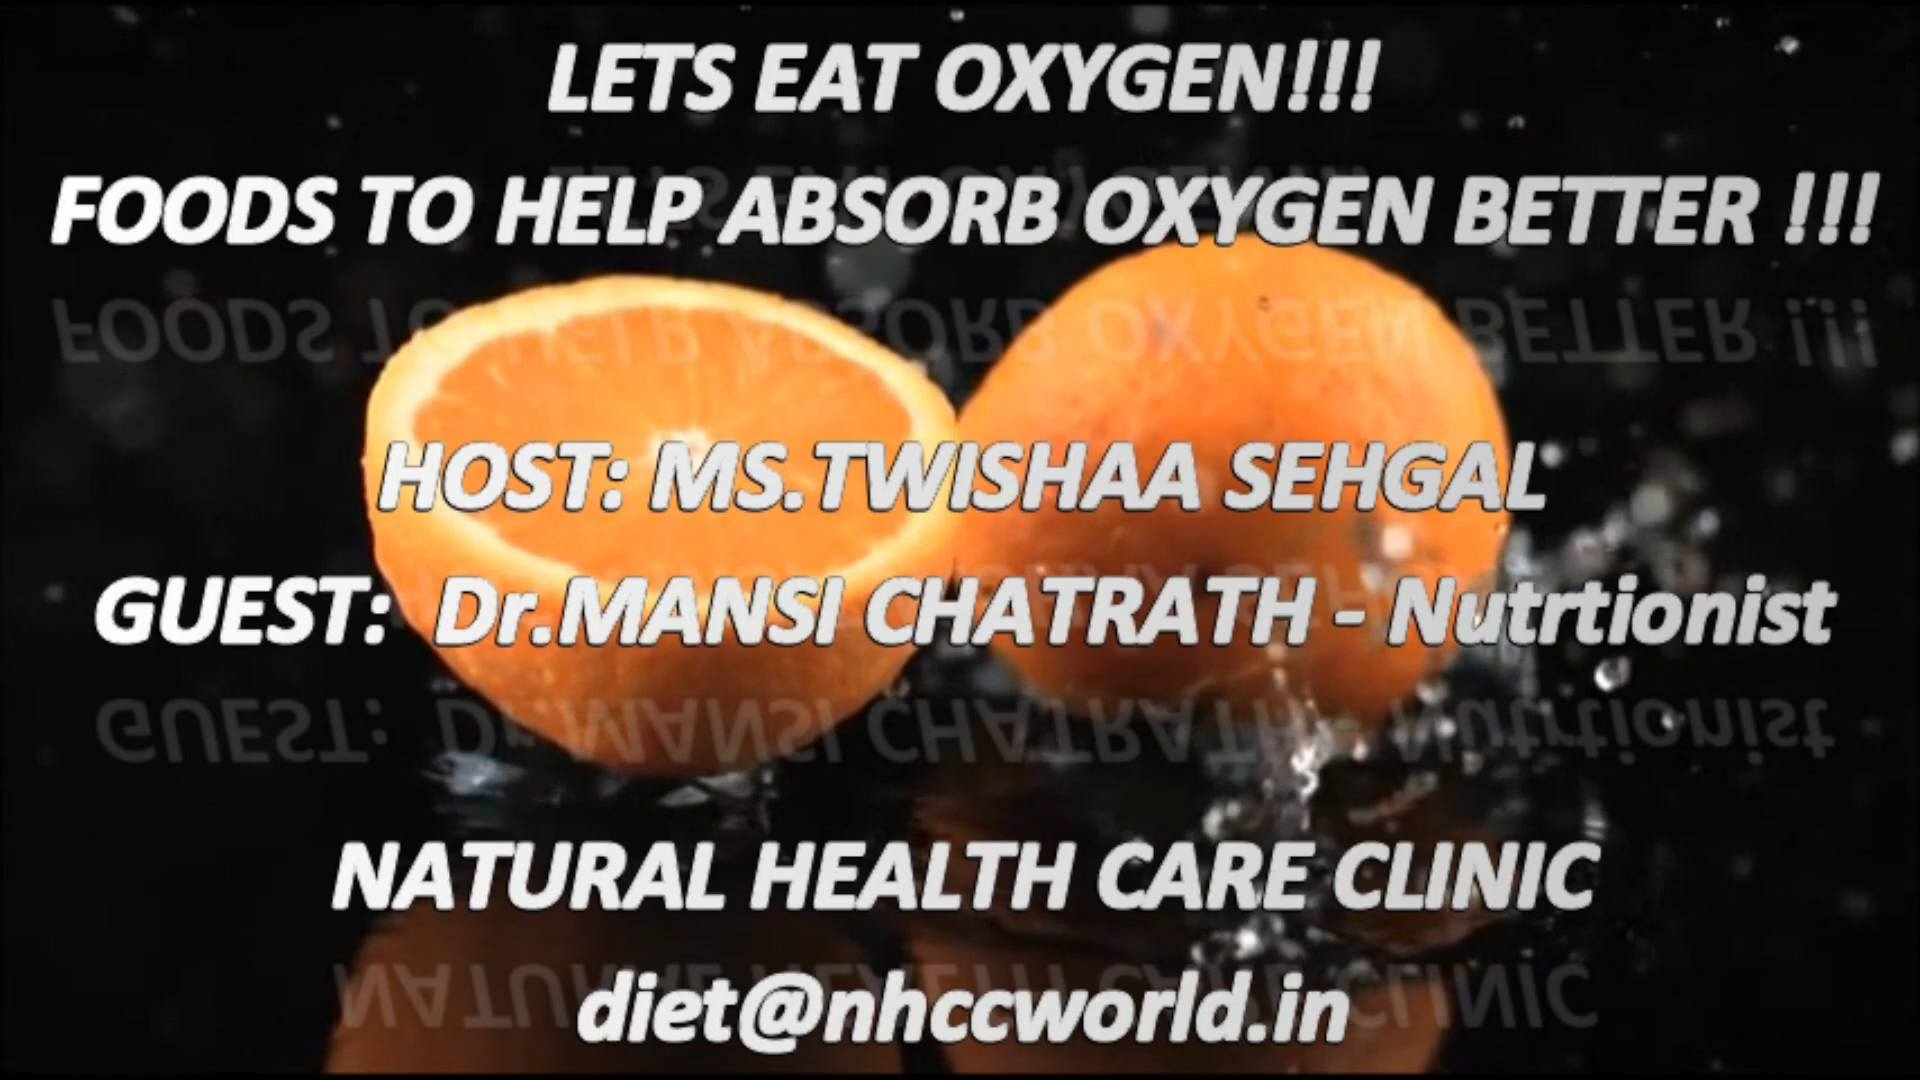 LETS EAT OXYGEN!!!
FOODS TO HELP ABSORB OXYGEN BETTER !!!
HOST: MS.TWISHAA SEHGAL
GUEST: Dr.MANSI CHATRATH - Nutrtionist
NATURAL HEALTH CARE CLINIC
diet@nhccworld.in